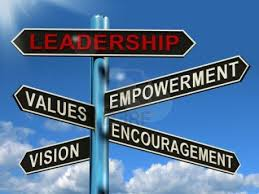 LEADERSHIP
EMPOWERMENT
VALUES
ENCOURAGEMENT
VISION